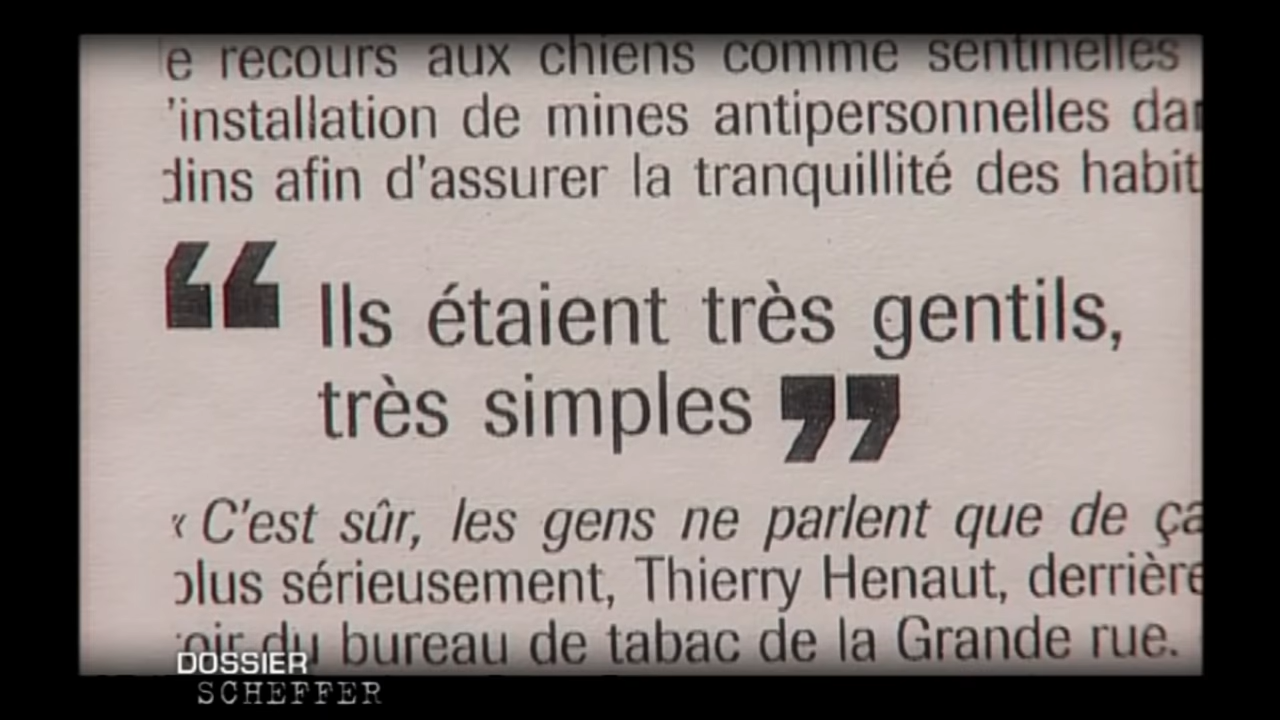 e recours aux chiens comme sentinelles
'installation de mines antipersonnelles dan
dins afin d'assurer la tranquillité des habit
“ Ils étaient très gentils,
très simples ”
« C'est sûr, les gens ne parlent que de ça
plus sérieusement, Thierry Henaut, derrière
oir du bureau de tabac de la Grande rue.
DOSSIER
SCHEFFER